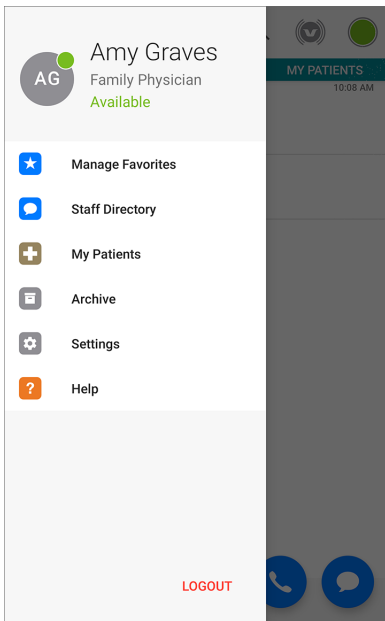 Amy Graves
AG
Family Physician
Available
MY PATIENTS
10:08 AM
Manage Favorites
Staff Directory
My Patients
Archive
Settings
?
Help
LOGOUT